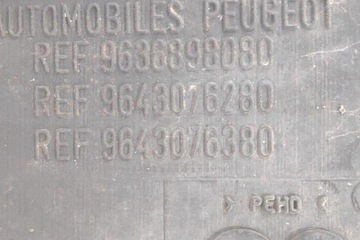 AUTOMOBILES PEUGEOT
REF 9636898080
REF 9643076280
REF 9643076380
> PEHD <